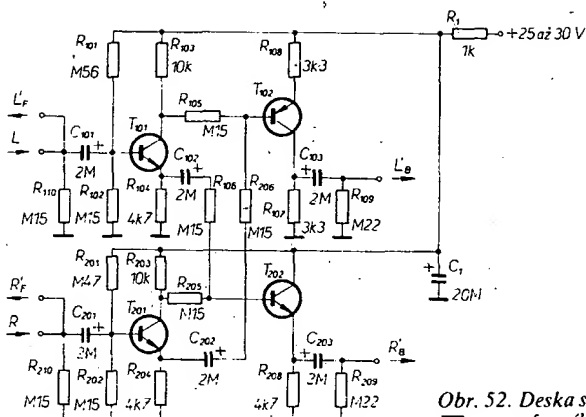 R101
M56
R103
10k
R108
3k3
R1
1k
+25 až 30 V
L'F
L
C101
+
2M
T101
R105
M15
T102
C102
+
2M
C103
+
2M
L'B
R110
M15
R102
M15
R104
4k7
R106
M15
R206
M15
R107
3k3
R109
M22
R201
M47
R203
10k
R205
M15
T202
C1
+
20M
R'F
R
C201
+
2M
T201
C202
+
2M
C203
+
2M
R'B
R210
M15
R202
M15
R204
4k7
R208
4k7
R209
M22
Obr. 52. Deska s